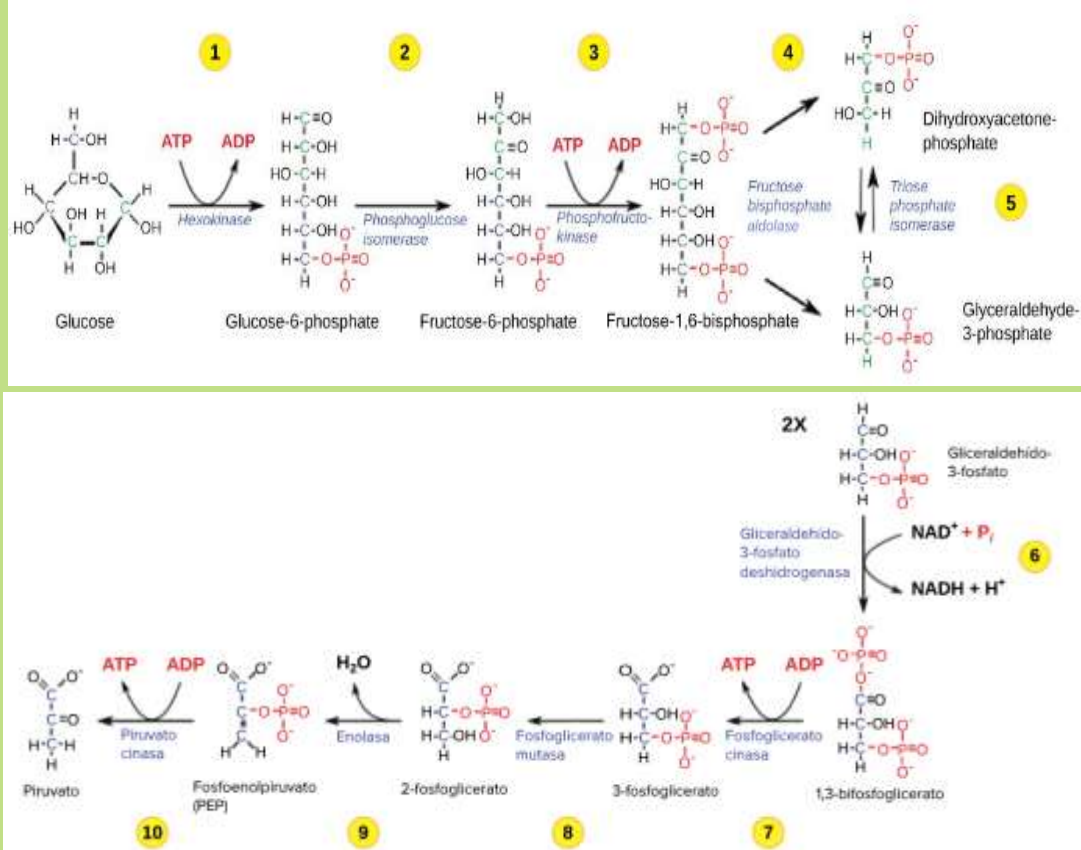 1
2
3
4
ATP ADP
Hexokinase
Phosphoglucose
isomerase
ATP ADP
Phosphofructo-
kinase
Fructose
bisphosphate
aldolase
Triose
phosphate
isomerase
5
Dihydroxyacetone-
phosphate
Glucose
Glucose-6-phosphate
Fructose-6-phosphate
Fructose-1,6-bisphosphate
Glyceraldehyde-
3-phosphate
2X
Gliceraldehído-
3-fosfato
Gliceraldehído-
3-fosfato
deshidrogenasa
NAD⁺ + Pᵢ
NADH + H⁺
6
ATP ADP
Piruvato
cinasa
H₂O
Enolasa
Fosfoglicerato
mutasa
ATP ADP
Fosfoglicerato
cinasa
Piruvato
Fosfoenolpiruvato
(PEP)
2-fosfoglicerato
3-fosfoglicerato
1,3-bifosfoglicerato
10
9
8
7